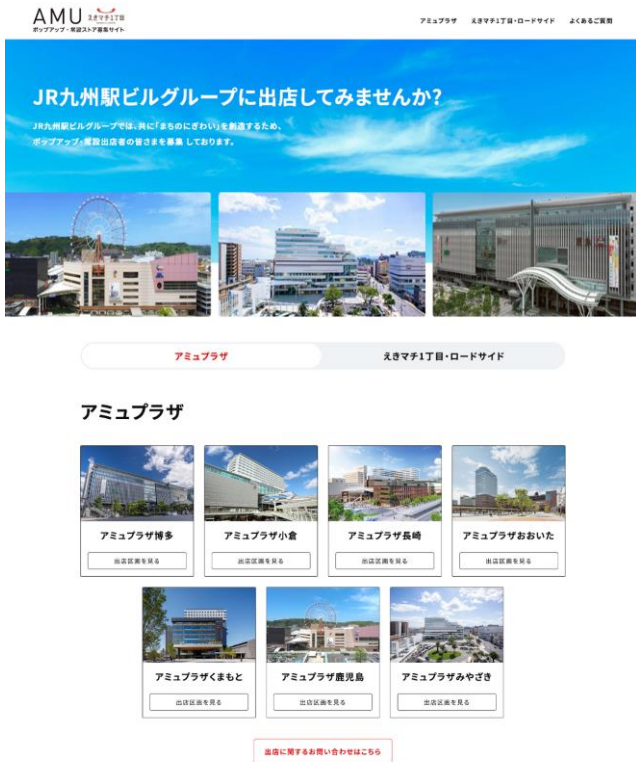 AMU えきマチ1丁目
ポップアップ・常設ストア募集サイト
アミュプラザ えきマチ1丁目・ロードサイド よくあるご質問
JR九州駅ビルグループに出店してみませんか?
JR九州駅ビルグループでは、共に「まちのにぎわい」を創造するため、
ポップアップ・常設出店者の皆さまを募集しております。
アミュプラザ えきマチ1丁目・ロードサイド
アミュプラザ
アミュプラザ博多 アミュプラザ小倉 アミュプラザ長崎 アミュプラザおおいた
出店区画を見る 出店区画を見る 出店区画を見る 出店区画を見る
アミュプラザくまもと アミュプラザ鹿児島 アミュプラザみやざき
出店区画を見る 出店区画を見る 出店区画を見る
出店に関するお問い合わせはこちら